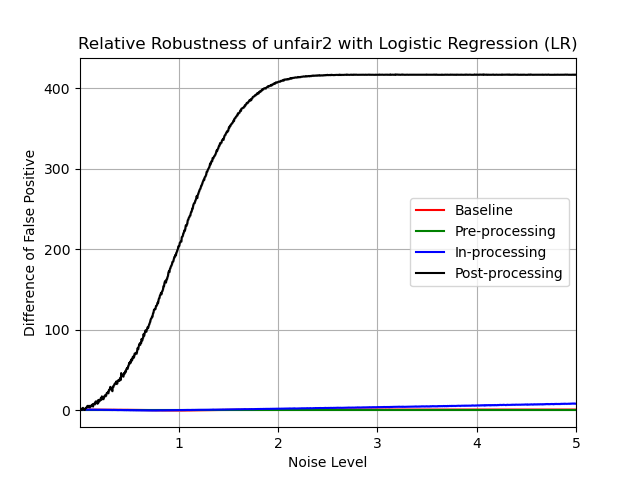 Relative Robustness of unfair2 with Logistic Regression (LR)
Difference of False Positive
400
300
200
100
0
Baseline
Pre-processing
In-processing
Post-processing
1
2
3
4
5
Noise Level